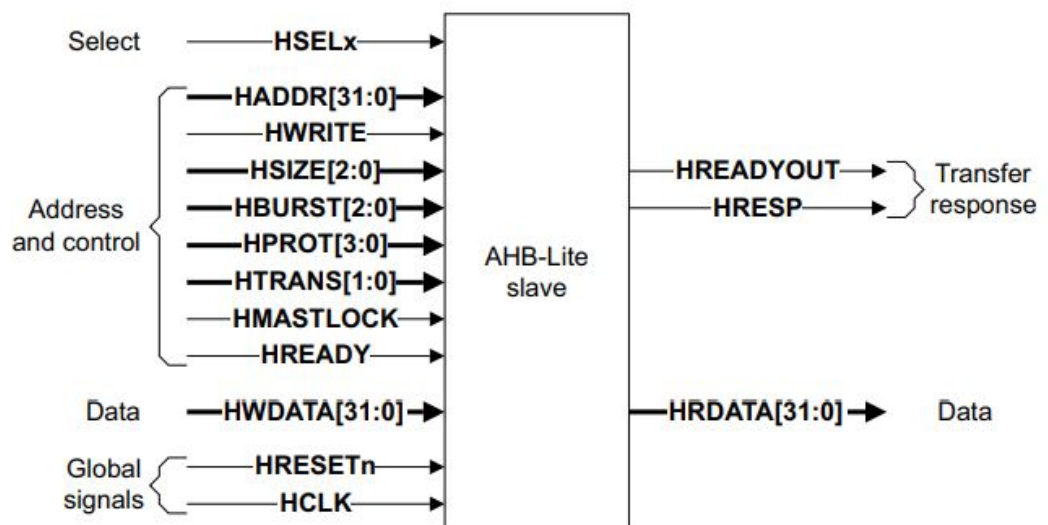 Select
HSELx
HADDR[31:0]
HWRITE
HSIZE[2:0]
HBURST[2:0]
HPROT[3:0]
HTRANS[1:0]
HMASTLOCK
HREADY
Address
and control
Data
HWDATA[31:0]
Global
signals
HRESETn
HCLK
AHB-Lite
slave
HREADYOUT
HRESP
Transfer
response
HRDATA[31:0]
Data